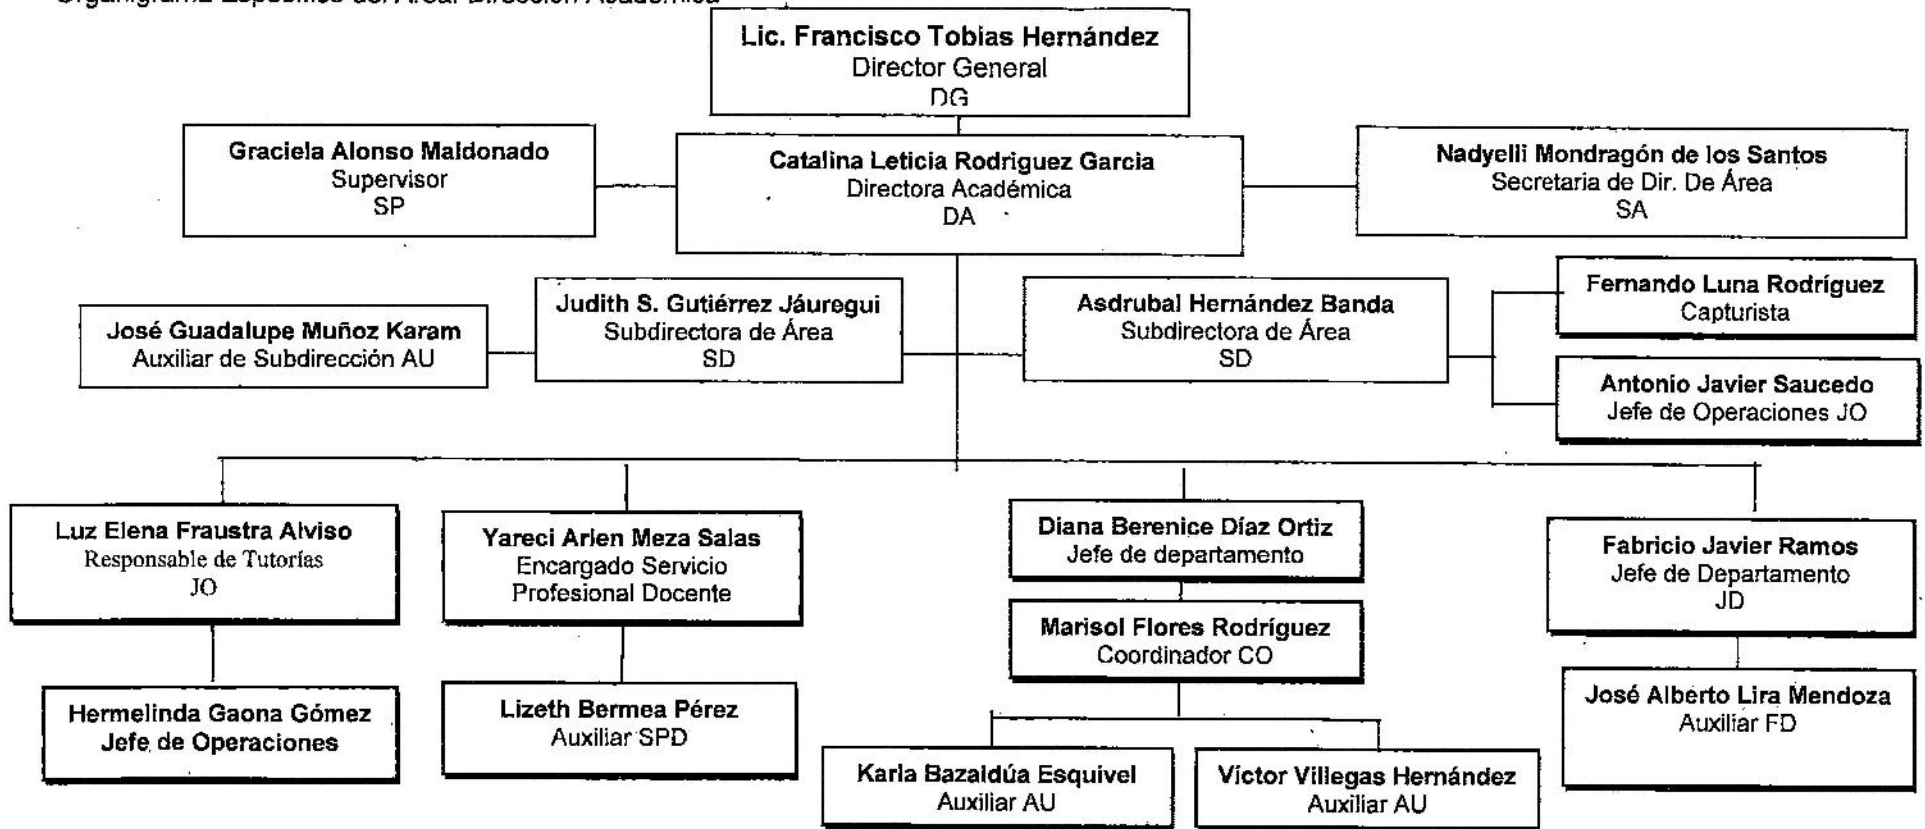 Organigrama Específico del Área: Dirección Académica
Lic. Francisco Tobias Hernández
Director General
DG
Graciela Alonso Maldonado
Supervisor
SP
Catalina Leticia Rodriguez Garcia
Directora Académica
DA
Nadyelli Mondragón de los Santos
Secretaria de Dir. De Área
SA
José Guadalupe Muñoz Karam
Auxiliar de Subdirección AU
Judith S. Gutiérrez Jáuregui
Subdirectora de Área
SD
Asdrubal Hernández Banda
Subdirectora de Área
SD
Fernando Luna Rodríguez
Capturista
Antonio Javier Saucedo
Jefe de Operaciones JO
Luz Elena Fraustra Alviso
Responsable de Tutorías
JO
Yareci Arlen Meza Salas
Encargado Servicio
Profesional Docente
Diana Berenice Díaz Ortiz
Jefe de departamento
Fabricio Javier Ramos
Jefe de Departamento
JD
Marisol Flores Rodríguez
Coordinador CO
Hermelinda Gaona Gómez
Jefe de Operaciones
Lizeth Bermea Pérez
Auxiliar SPD
José Alberto Lira Mendoza
Auxiliar FD
Karla Bazaldúa Esquivel
Auxiliar AU
Víctor Villegas Hernández
Auxiliar AU